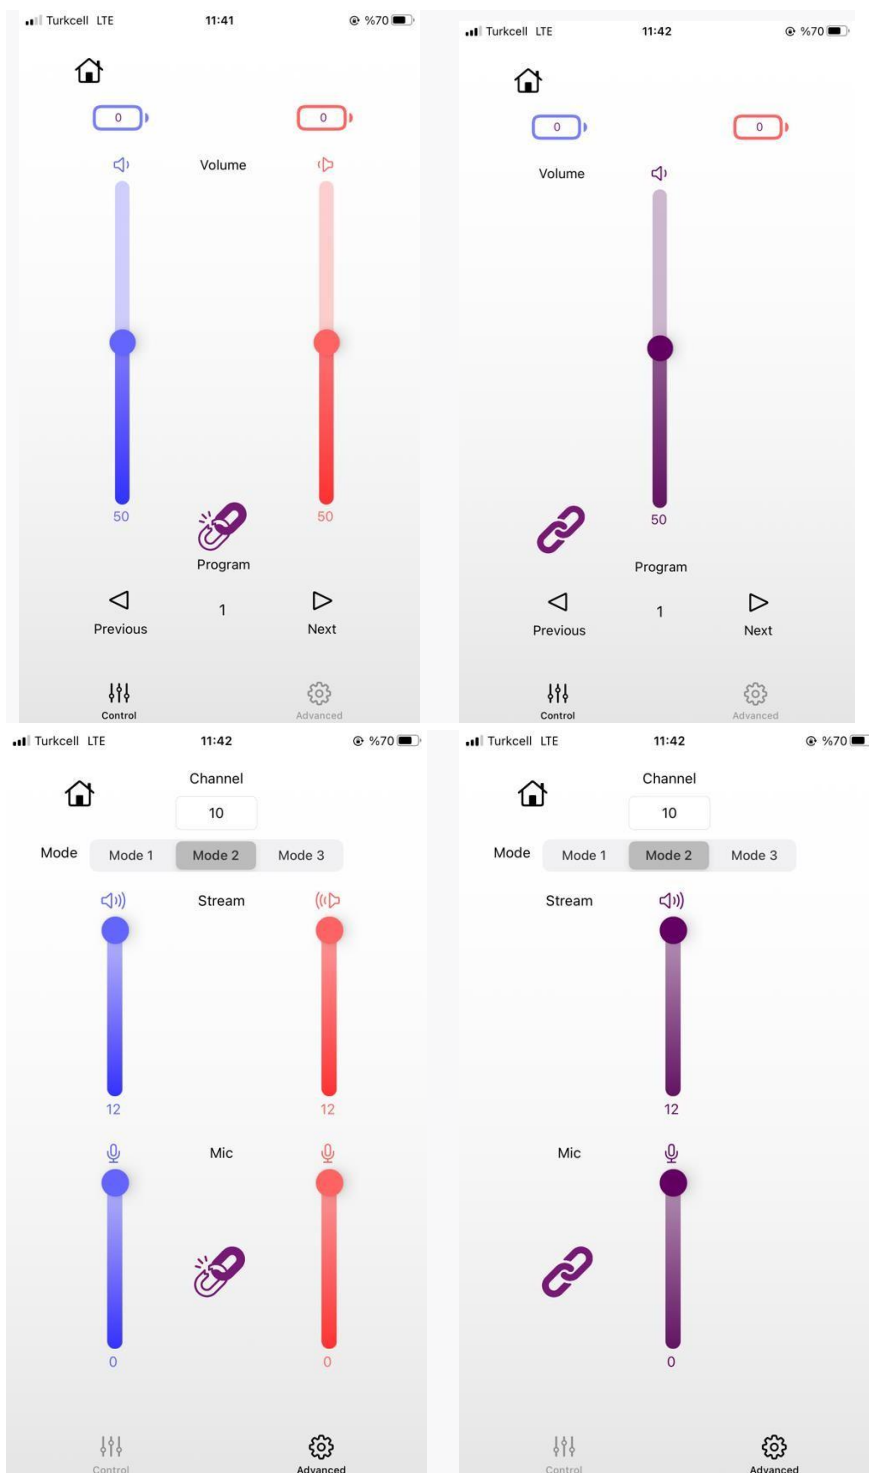 Turkcell LTE 11:41 %70
0 0
Volume
50 50
Program
1
Previous Next
Control Advanced
Turkcell LTE 11:42 %70
0 0
Volume
50
Program
1
Previous Next
Control Advanced
Turkcell LTE 11:42 %70
Channel
10
Mode Mode 1 Mode 2 Mode 3
Stream
12 12
Mic
0 0
Control Advanced
Turkcell LTE 11:42 %70
Channel
10
Mode Mode 1 Mode 2 Mode 3
Stream
12
Mic
0
Control Advanced